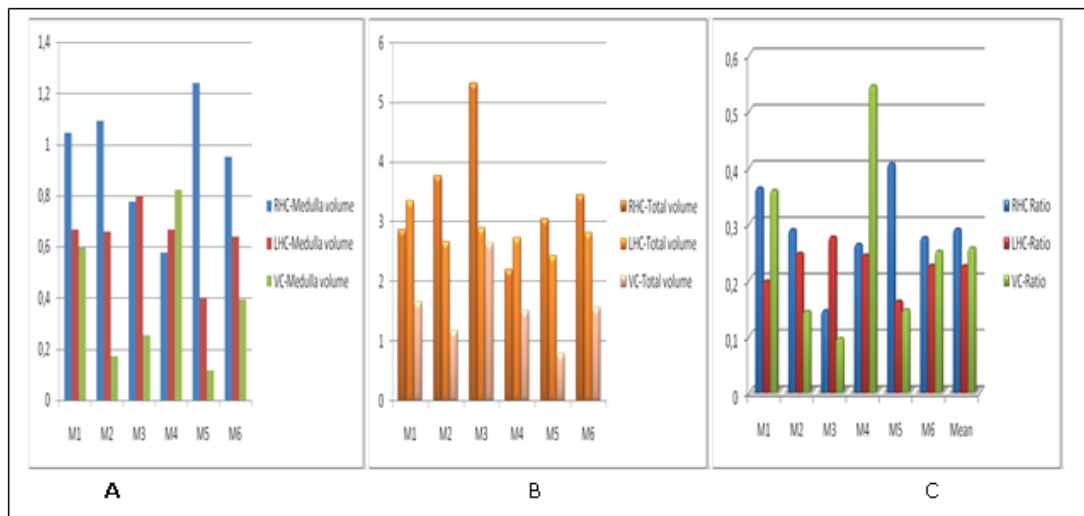 1,4
1,2
1
0,8
0,6
0,4
0,2
0
M1 M2 M3 M4 M5 M6
RHC-Medulla volume
LHC-Medulla volume
VC-Medulla volume
A
6
5
4
3
2
1
0
M1 M2 M3 M4 M5 M6
RHC-Total volume
LHC-Total volume
VC-Total volume
B
0,6
0,5
0,4
0,3
0,2
0,1
0
M1 M2 M3 M4 M5 M6 Mean
RHC Ratio
LHC-Ratio
VC-Ratio
C